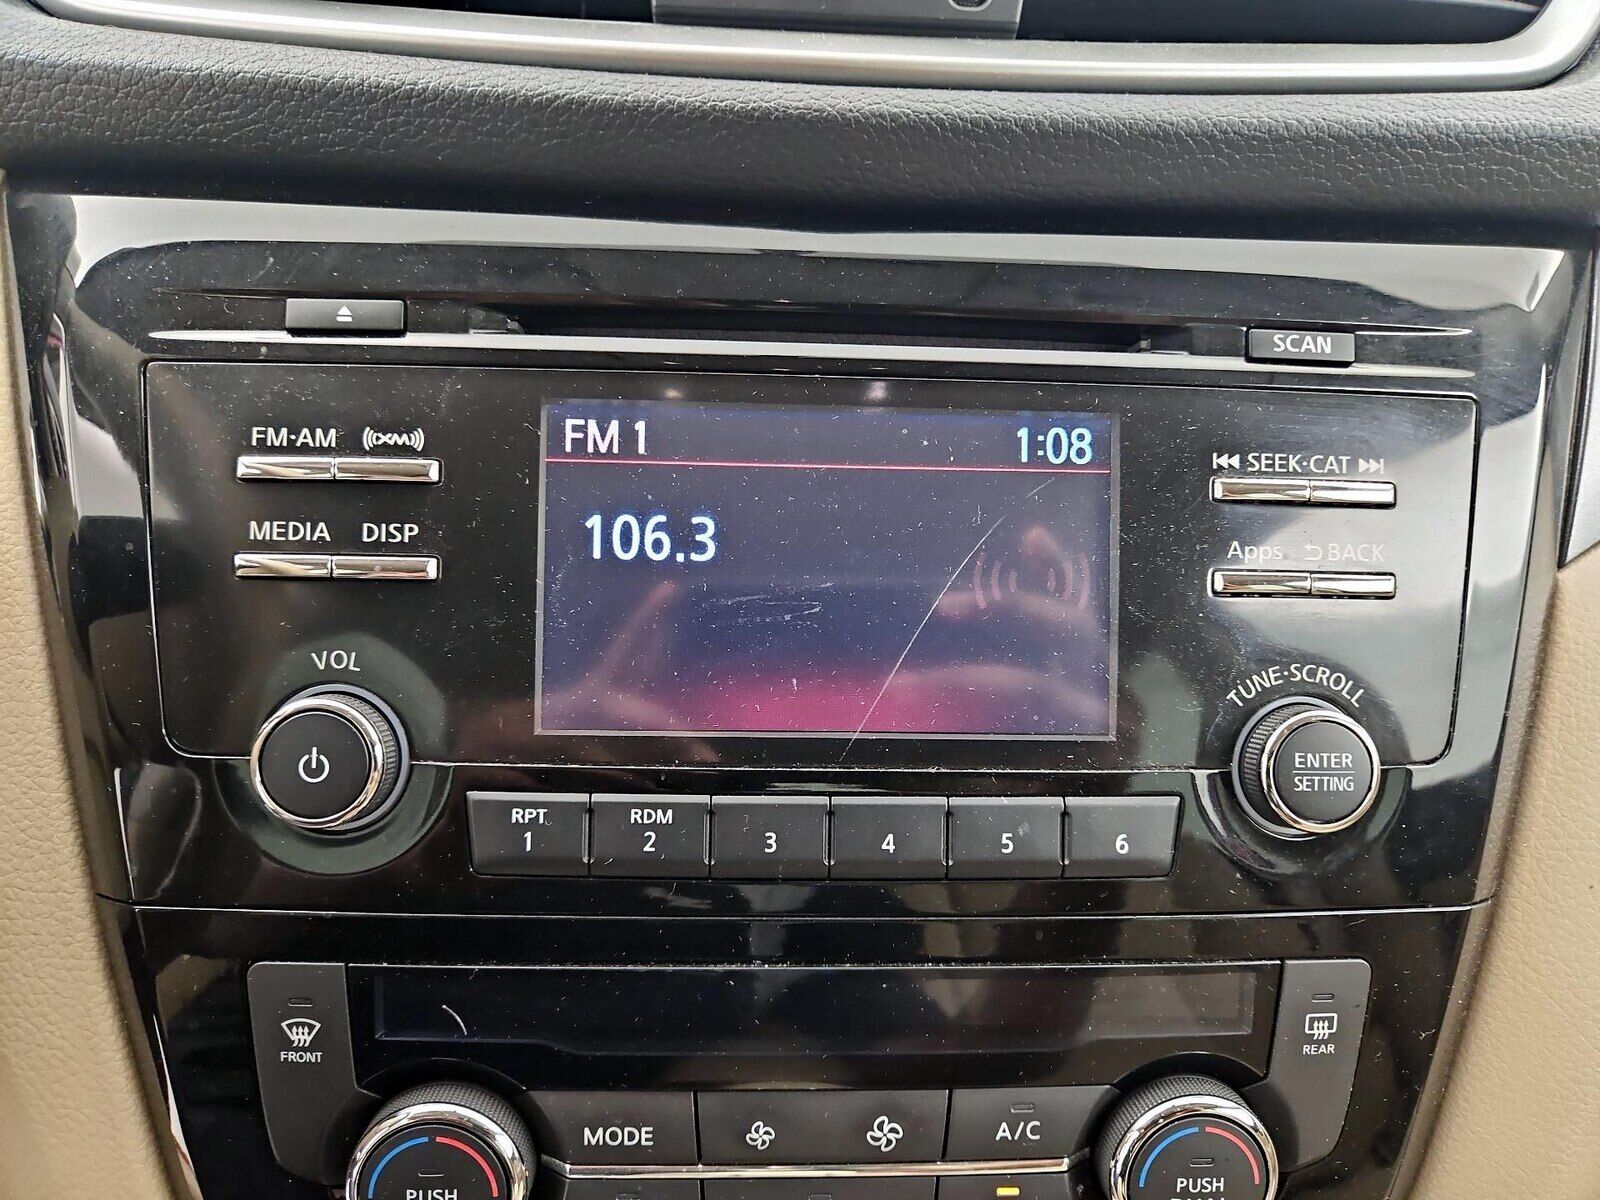 SCAN
FM·AM XM
FM 1 1:08
SEEK·CAT
106.3
MEDIA DISP
Apps BACK
VOL
TUNE·SCROLL
ENTER
SETTING
RPT RDM
1 2 3 4 5 6
FRONT
REAR
MODE
A/C
PUSH
PUSH